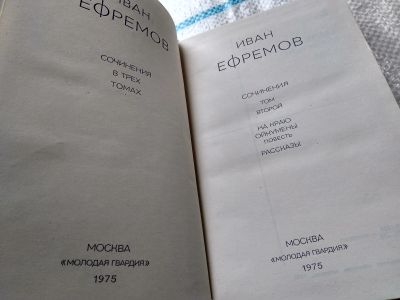 ИВАН
ЕФРЕМОВ
СОЧИНЕНИЯ
В ТРЕХ
ТОМАХ
МОСКВА
«МОЛОДАЯ ГВАРДИЯ»
1975
ИВАН
ЕФРЕМОВ
СОЧИНЕНИЯ
ТОМ
ВТОРОЙ
НА КРАЮ
ОЙКУМЕНЫ
ПОВЕСТЬ
РАССКАЗЫ
МОСКВА
«МОЛОДАЯ ГВАРДИЯ»
1975